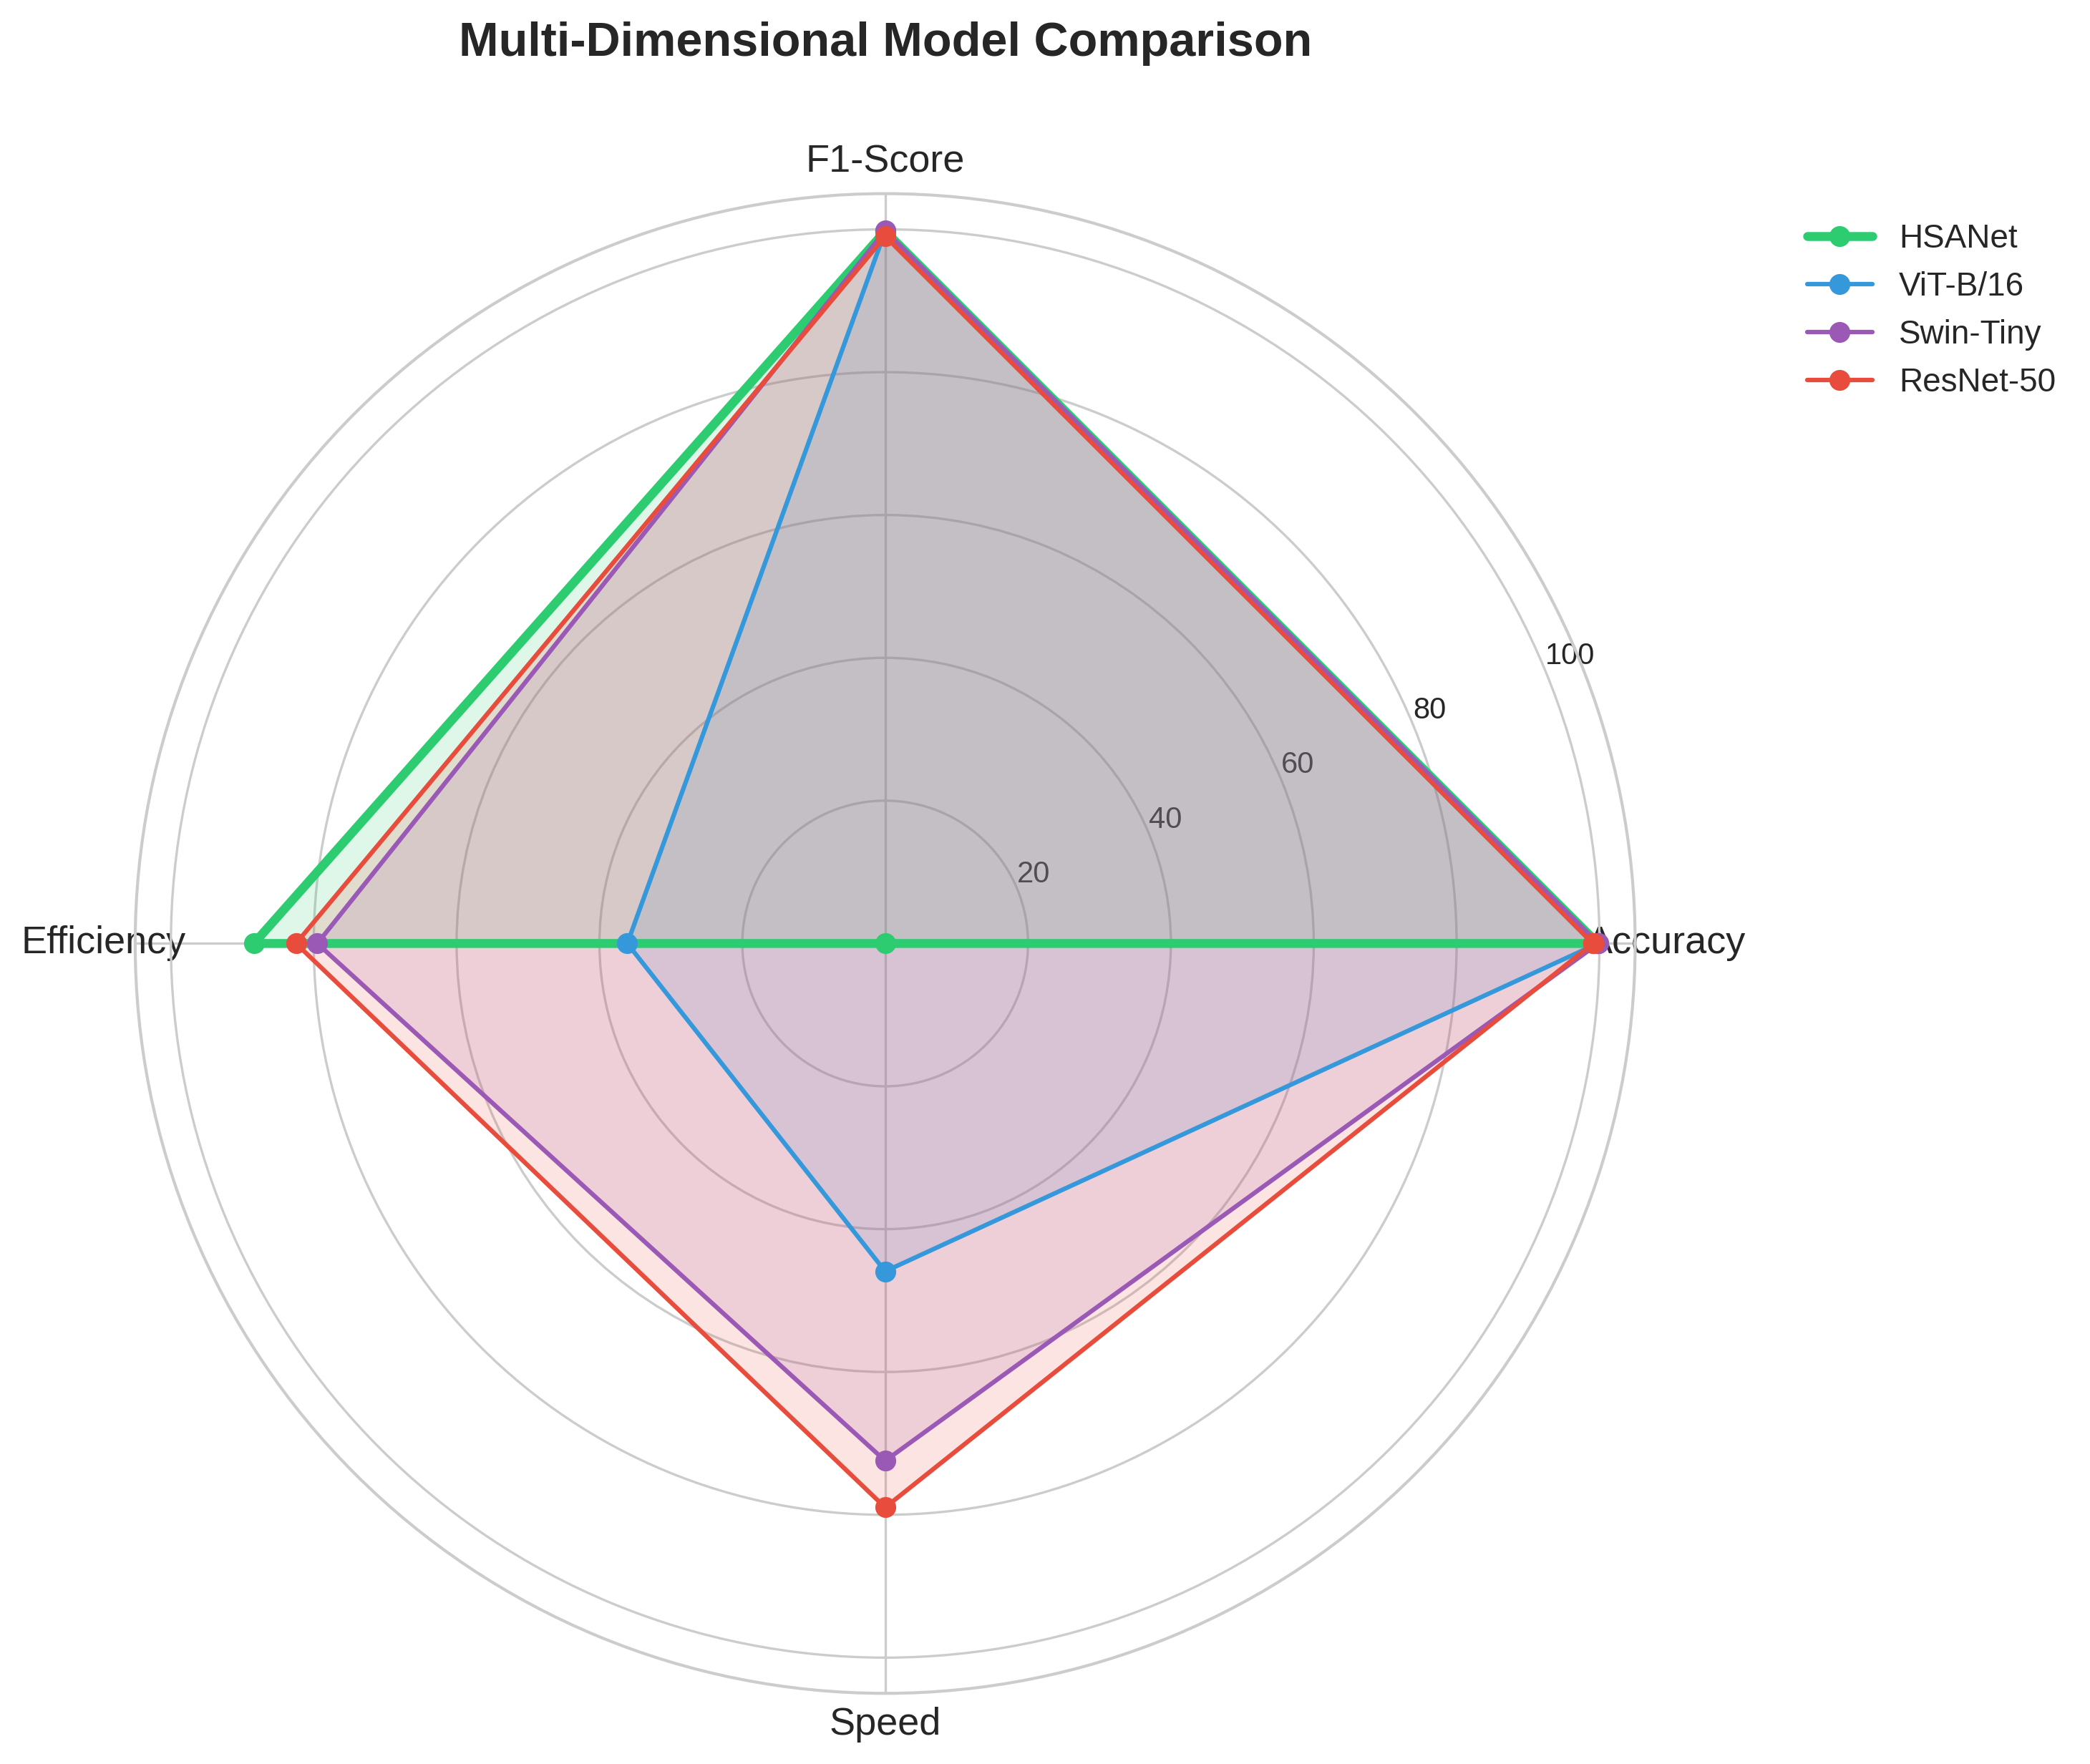 Multi-Dimensional Model Comparison
F1-Score
HSANet
ViT-B/16
Swin-Tiny
ResNet-50
100
80
60
40
20
Efficiency
Accuracy
Speed